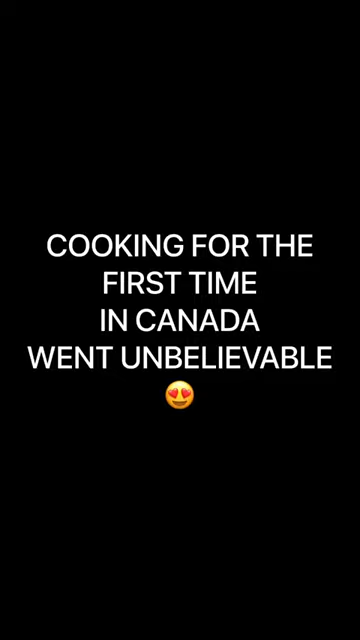 COOKING FOR THE
FIRST TIME
IN CANADA
WENT UNBELIEVABLE
😍